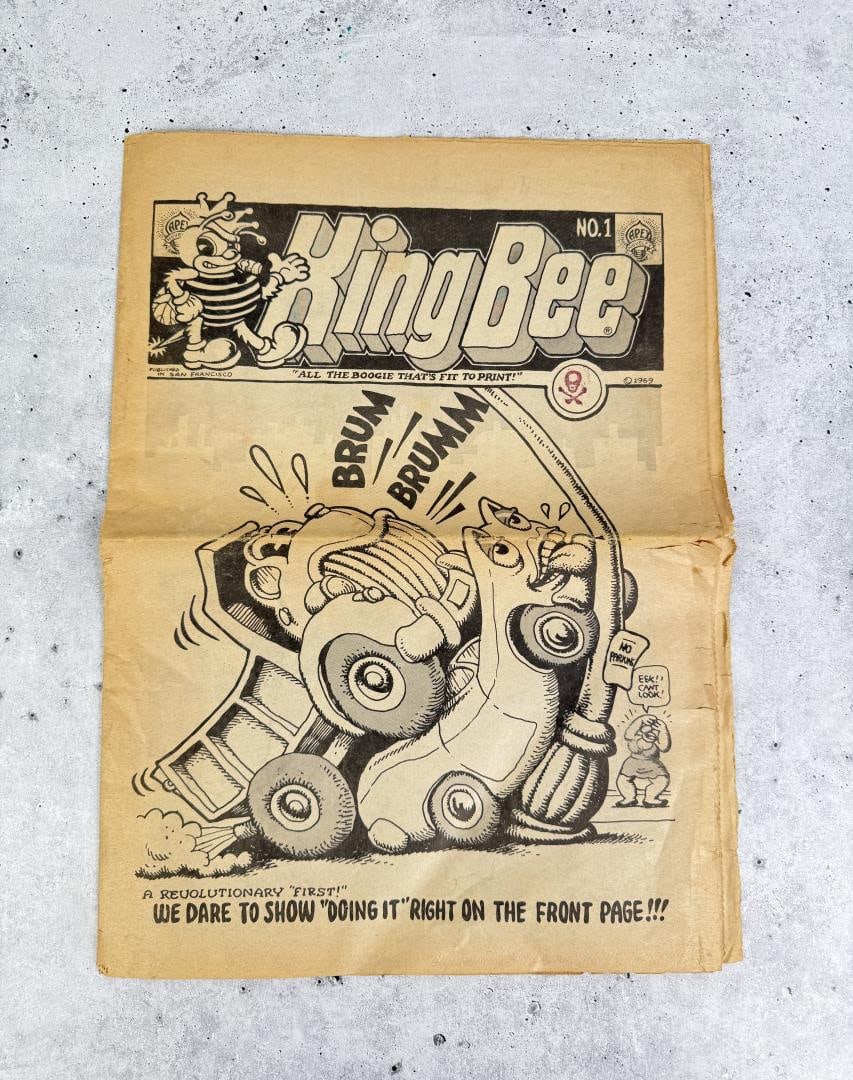 APEX
King Bee
NO. 1
APEX
®
PUBLISHED
IN SAN FRANCISCO
"ALL THE BOOGIE THAT'S FIT TO PRINT!"
© 1969
BRUM
BRUMM
NO
PARKING
EEK!!
CANT
LOOK!
A REVOLUTIONARY "FIRST!"
WE DARE TO SHOW "DOING IT" RIGHT ON THE FRONT PAGE!!!